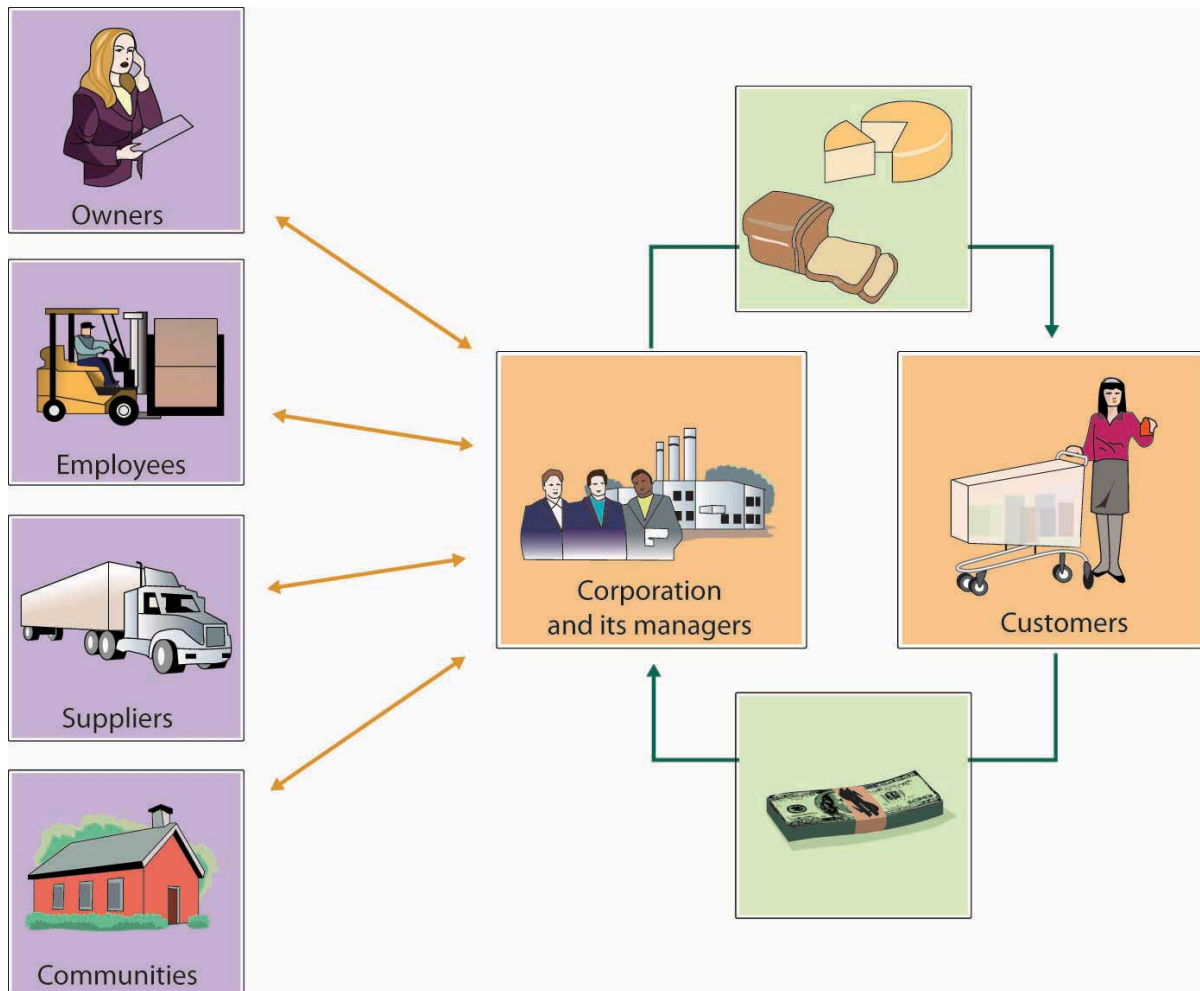 Owners
Employees
Suppliers
Communities
Corporation
and its managers
Customers